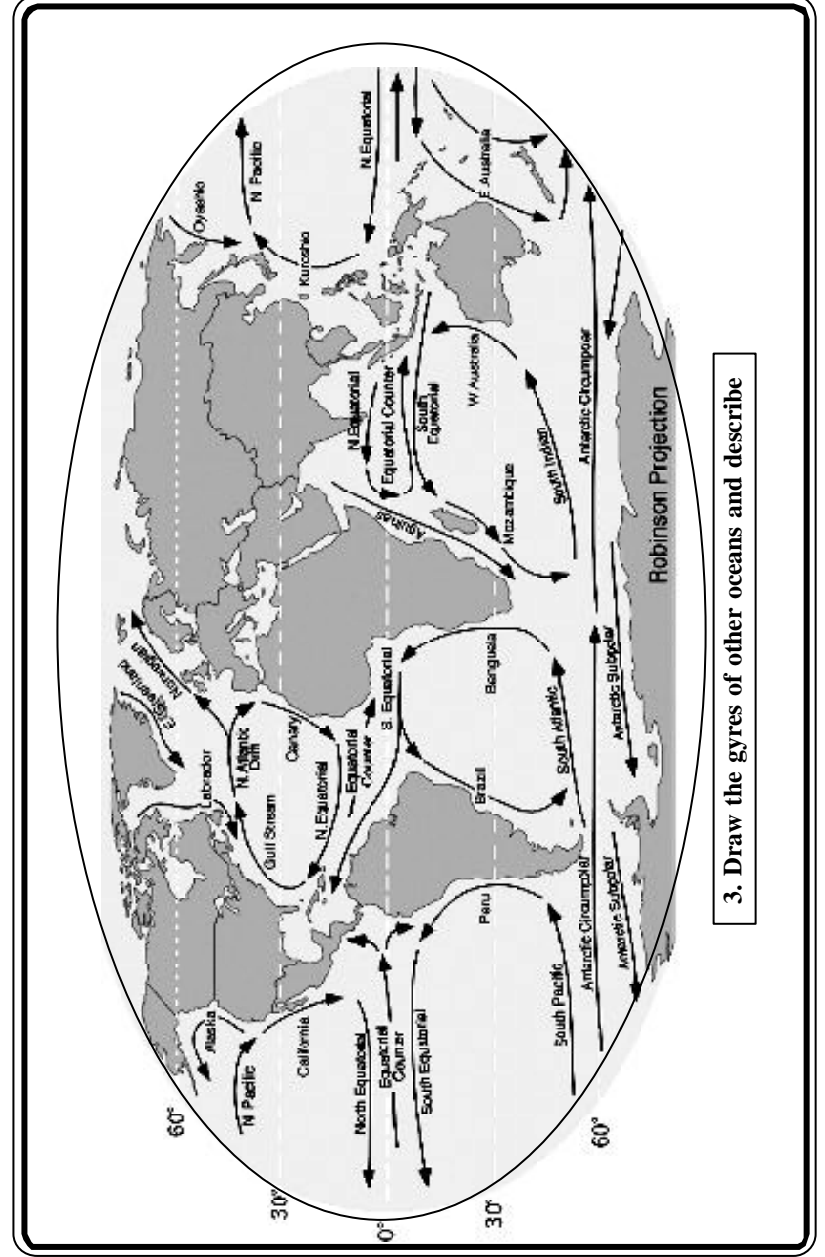 60°
30°
0°
30°
60°
Alaska
N Pacific
California
North Equatorial
Equatorial
Counter
South Equatorial
South Pacific
Peru
Antarctic Circumpolar
Antarctic Subpolar
Labrador
E Greenland
Norwegian
N. Atlantic
Drift
Gulf Stream
Canary
N. Equatorial
Equatorial
Counter
S. Equatorial
Brazil
Benguela
South Atlantic
Antarctic Subpolar
Agulhas
Mozambique
N. Equatorial
Equatorial Counter
South
Equatorial
W Australia
South Indian
Antarctic Circumpolar
Oyashio
N. Pacific
Kuroshio
N. Equatorial
E. Australia
Robinson Projection
3. Draw the gyres of other oceans and describe